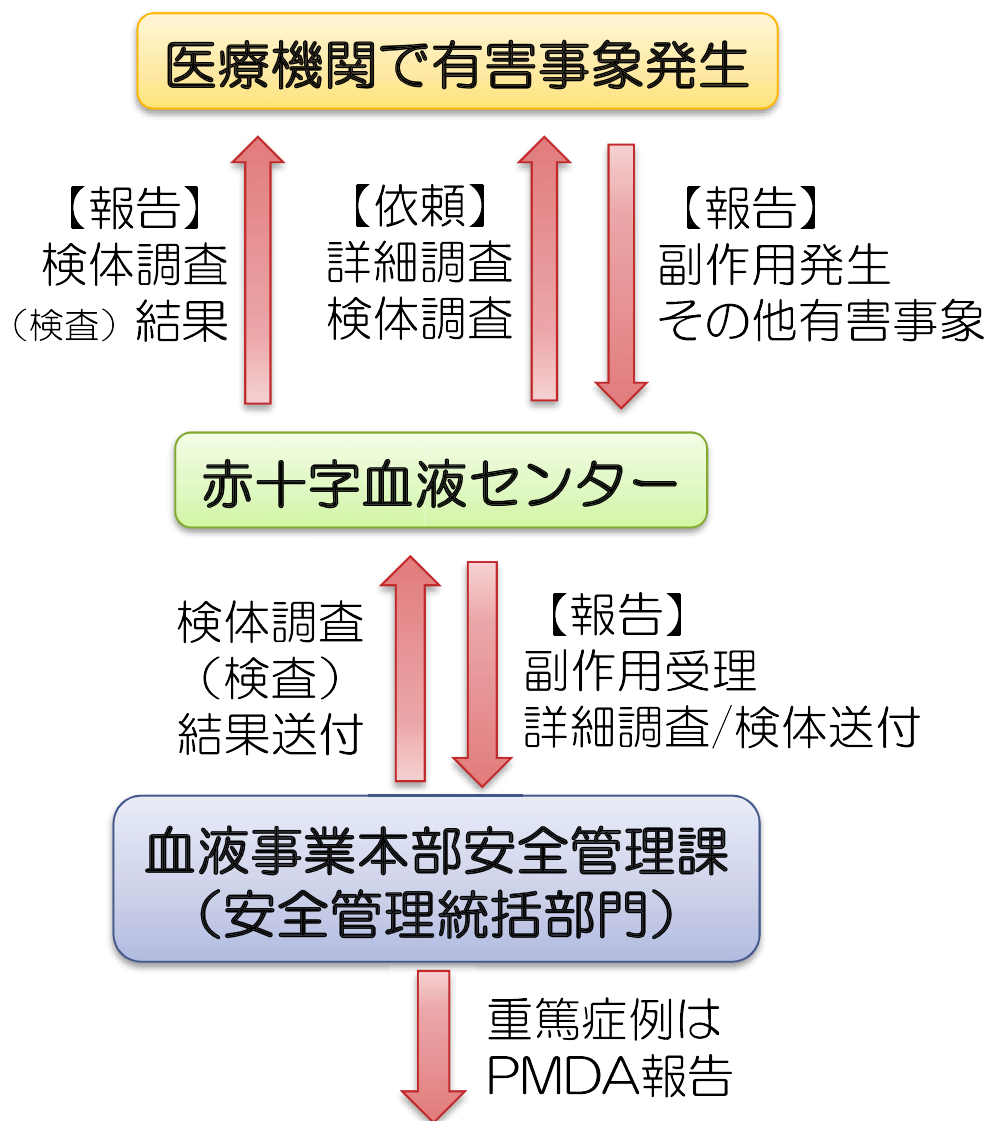 医療機関で有害事象発生
【報告】
検体調査
（検査）結果
【依頼】
詳細調査
検体調査
【報告】
副作用発生
その他有害事象
赤十字血液センター
検体調査
（検査）
結果送付
【報告】
副作用受理
詳細調査/検体送付
血液事業本部安全管理課
（安全管理統括部門）
重篤症例は
PMDA報告